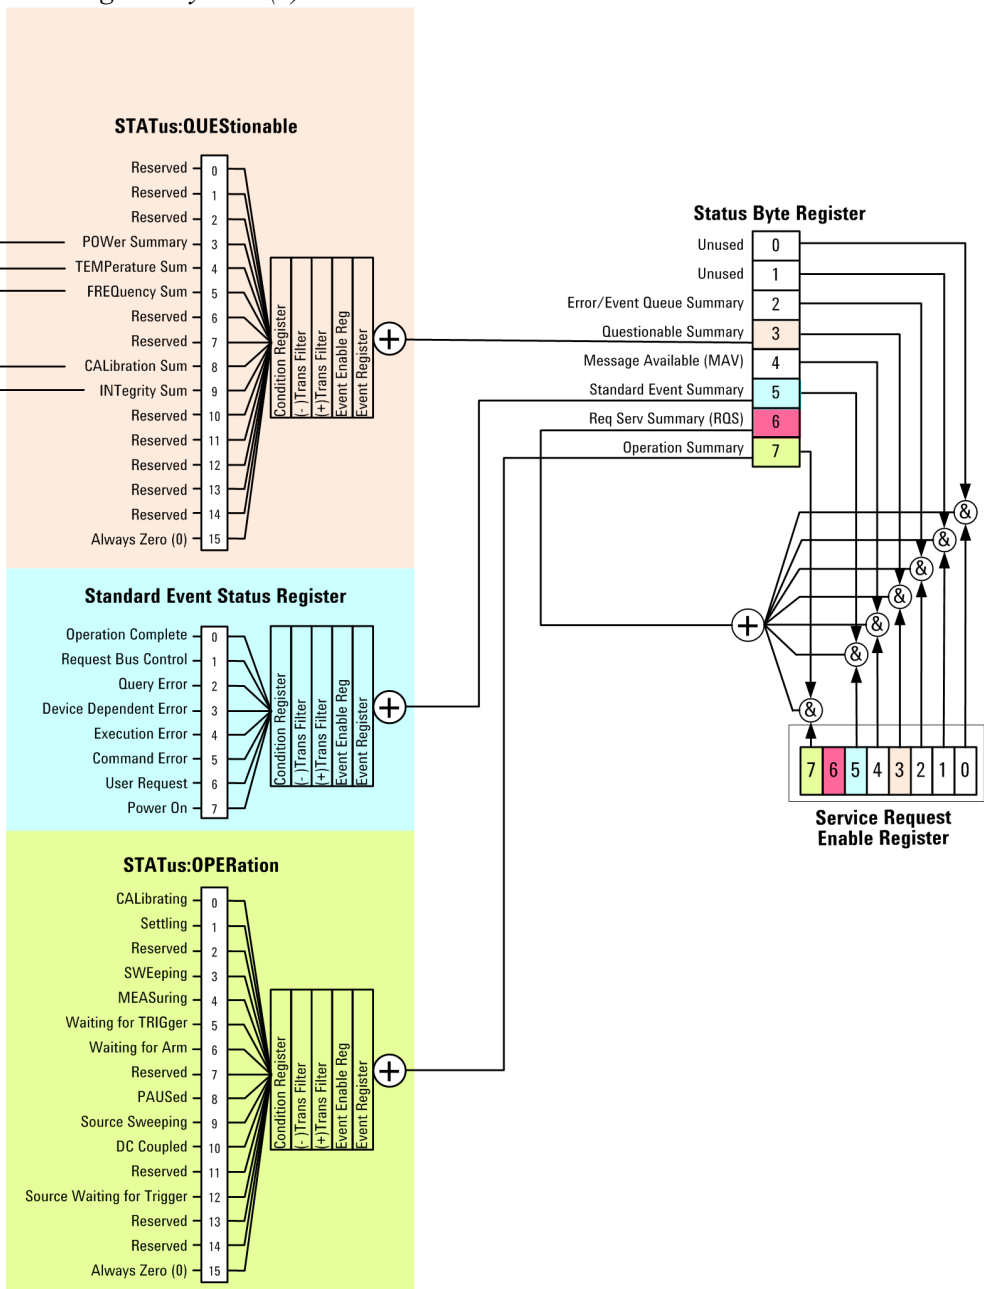 STATus:QUEStionable
Reserved 0
Reserved 1
Reserved 2
POWer Summary 3
TEMPerature Sum 4
FREQuency Sum 5
Reserved 6
Reserved 7
CALibration Sum 8
INTegrity Sum 9
Reserved 10
Reserved 11
Reserved 12
Reserved 13
Reserved 14
Always Zero (0) 15
Condition Register
(-)Trans Filter
(+)Trans Filter
Event Enable Reg
Event Register
+
Standard Event Status Register
Operation Complete 0
Request Bus Control 1
Query Error 2
Device Dependent Error 3
Execution Error 4
Command Error 5
User Request 6
Power On 7
Condition Register
(-)Trans Filter
(+)Trans Filter
Event Enable Reg
Event Register
+
STATus:OPERation
CALibrating 0
Settling 1
Reserved 2
SWEeping 3
MEASuring 4
Waiting for TRIGger 5
Waiting for Arm 6
Reserved 7
PAUSed 8
Source Sweeping 9
DC Coupled 10
Reserved 11
Source Waiting for Trigger 12
Reserved 13
Reserved 14
Always Zero (0) 15
Condition Register
(-)Trans Filter
(+)Trans Filter
Event Enable Reg
Event Register
+
Status Byte Register
Unused 0
Unused 1
Error/Event Queue Summary 2
Questionable Summary 3
Message Available (MAV) 4
Standard Event Summary 5
Req Serv Summary (RQS) 6
Operation Summary 7
&
&
&
&
&
&
&
+
7 6 5 4 3 2 1 0
Service Request
Enable Register